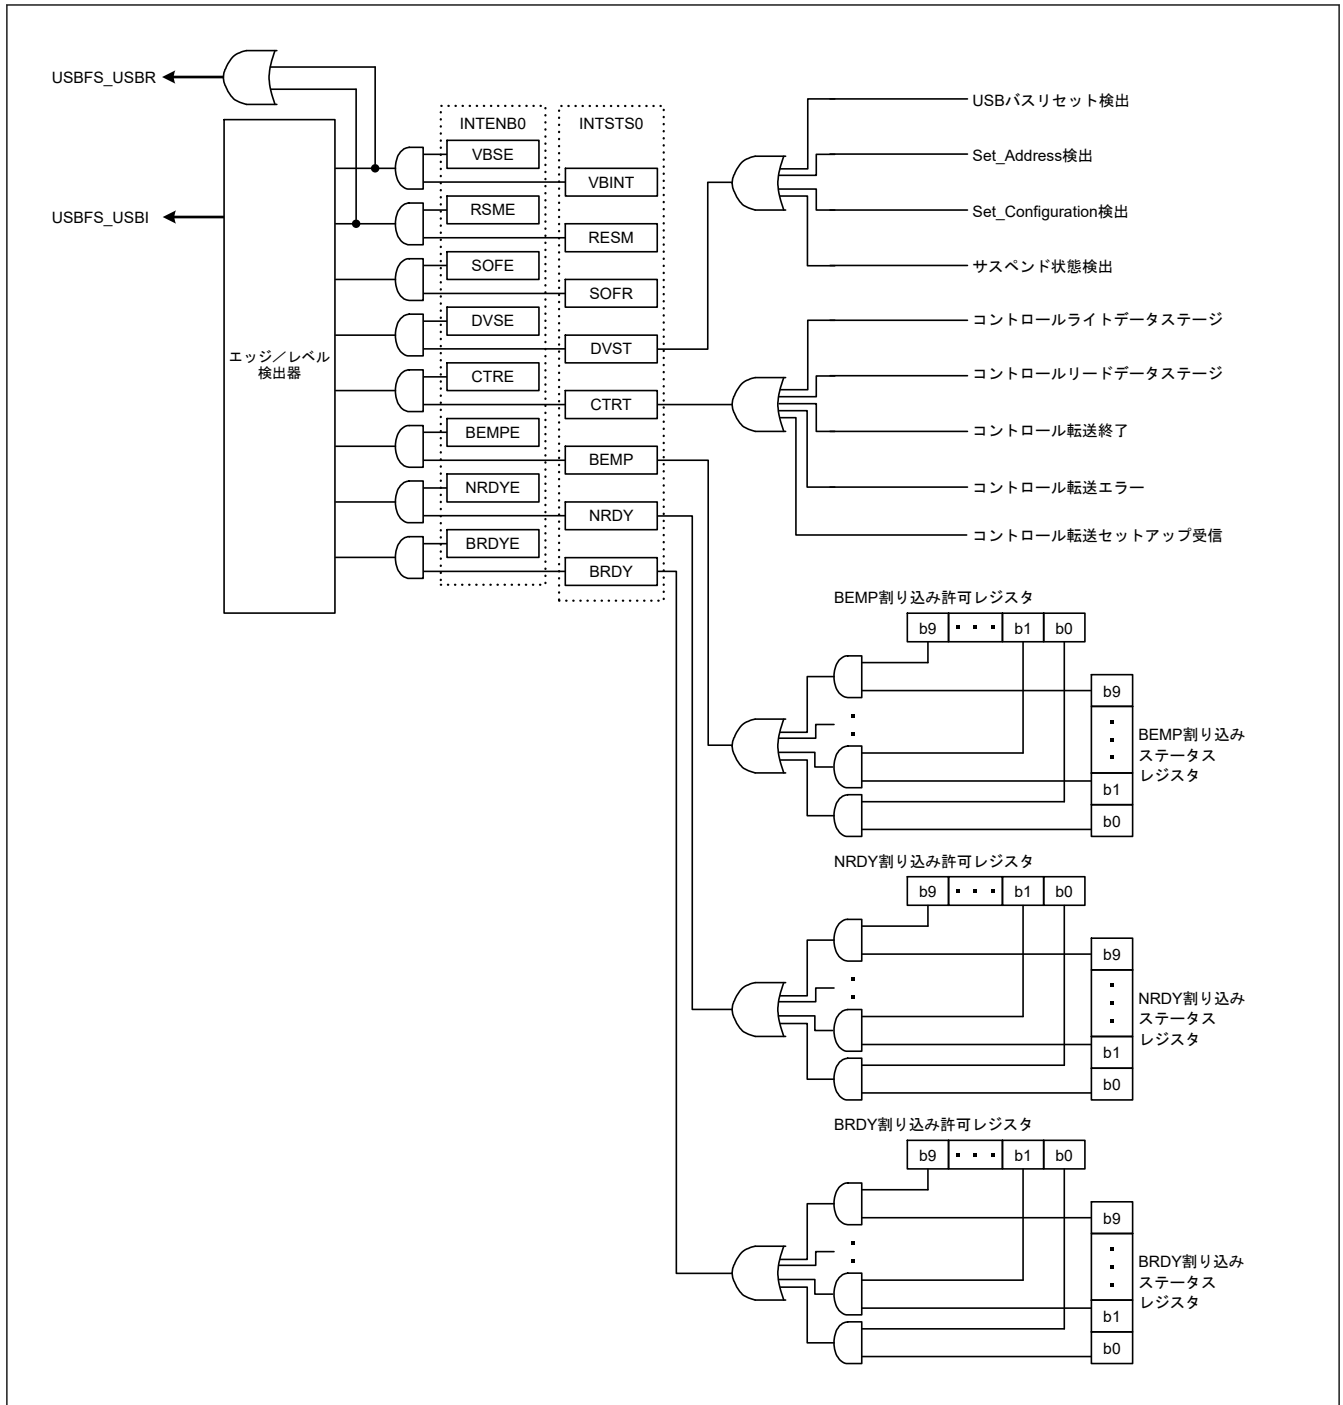 USBFS_USBR
USBFS_USBI
エッジ／レベル
検出器
INTENB0
VBSE
RSME
SOFE
DVSE
CTRE
BEMPE
NRDYE
BRDYE
INTSTS0
VBINT
RESM
SOFR
DVST
CTRT
BEMP
NRDY
BRDY
USBバスリセット検出
Set_Address検出
Set_Configuration検出
サスペンド状態検出
コントロールライトデータステージ
コントロールリードデータステージ
コントロール転送終了
コントロール転送エラー
コントロール転送セットアップ受信
BEMP割り込み許可レジスタ
b9 ・・・ b1 b0
b9
・
・
・
b1
b0
BEMP割り込み
ステータス
レジスタ
NRDY割り込み許可レジスタ
b9 ・・・ b1 b0
b9
・
・
・
b1
b0
NRDY割り込み
ステータス
レジスタ
BRDY割り込み許可レジスタ
b9 ・・・ b1 b0
b9
・
・
・
b1
b0
BRDY割り込み
ステータス
レジスタ